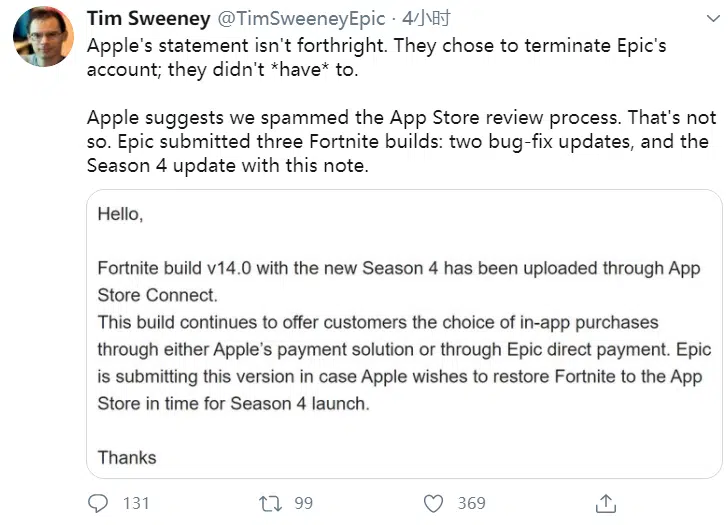 Tim Sweeney @TimSweeneyEpic · 4小时
Apple's statement isn't forthright. They chose to terminate Epic's
account; they didn't *have* to.
Apple suggests we spammed the App Store review process. That's not
so. Epic submitted three Fortnite builds: two bug-fix updates, and the
Season 4 update with this note.
Hello,
Fortnite build v14.0 with the new Season 4 has been uploaded through App
Store Connect.
This build continues to offer customers the choice of in-app purchases
through either Apple's payment solution or through Epic direct payment. Epic
is submitting this version in case Apple wishes to restore Fortnite to the App
Store in time for Season 4 launch.
Thanks
131 99 369